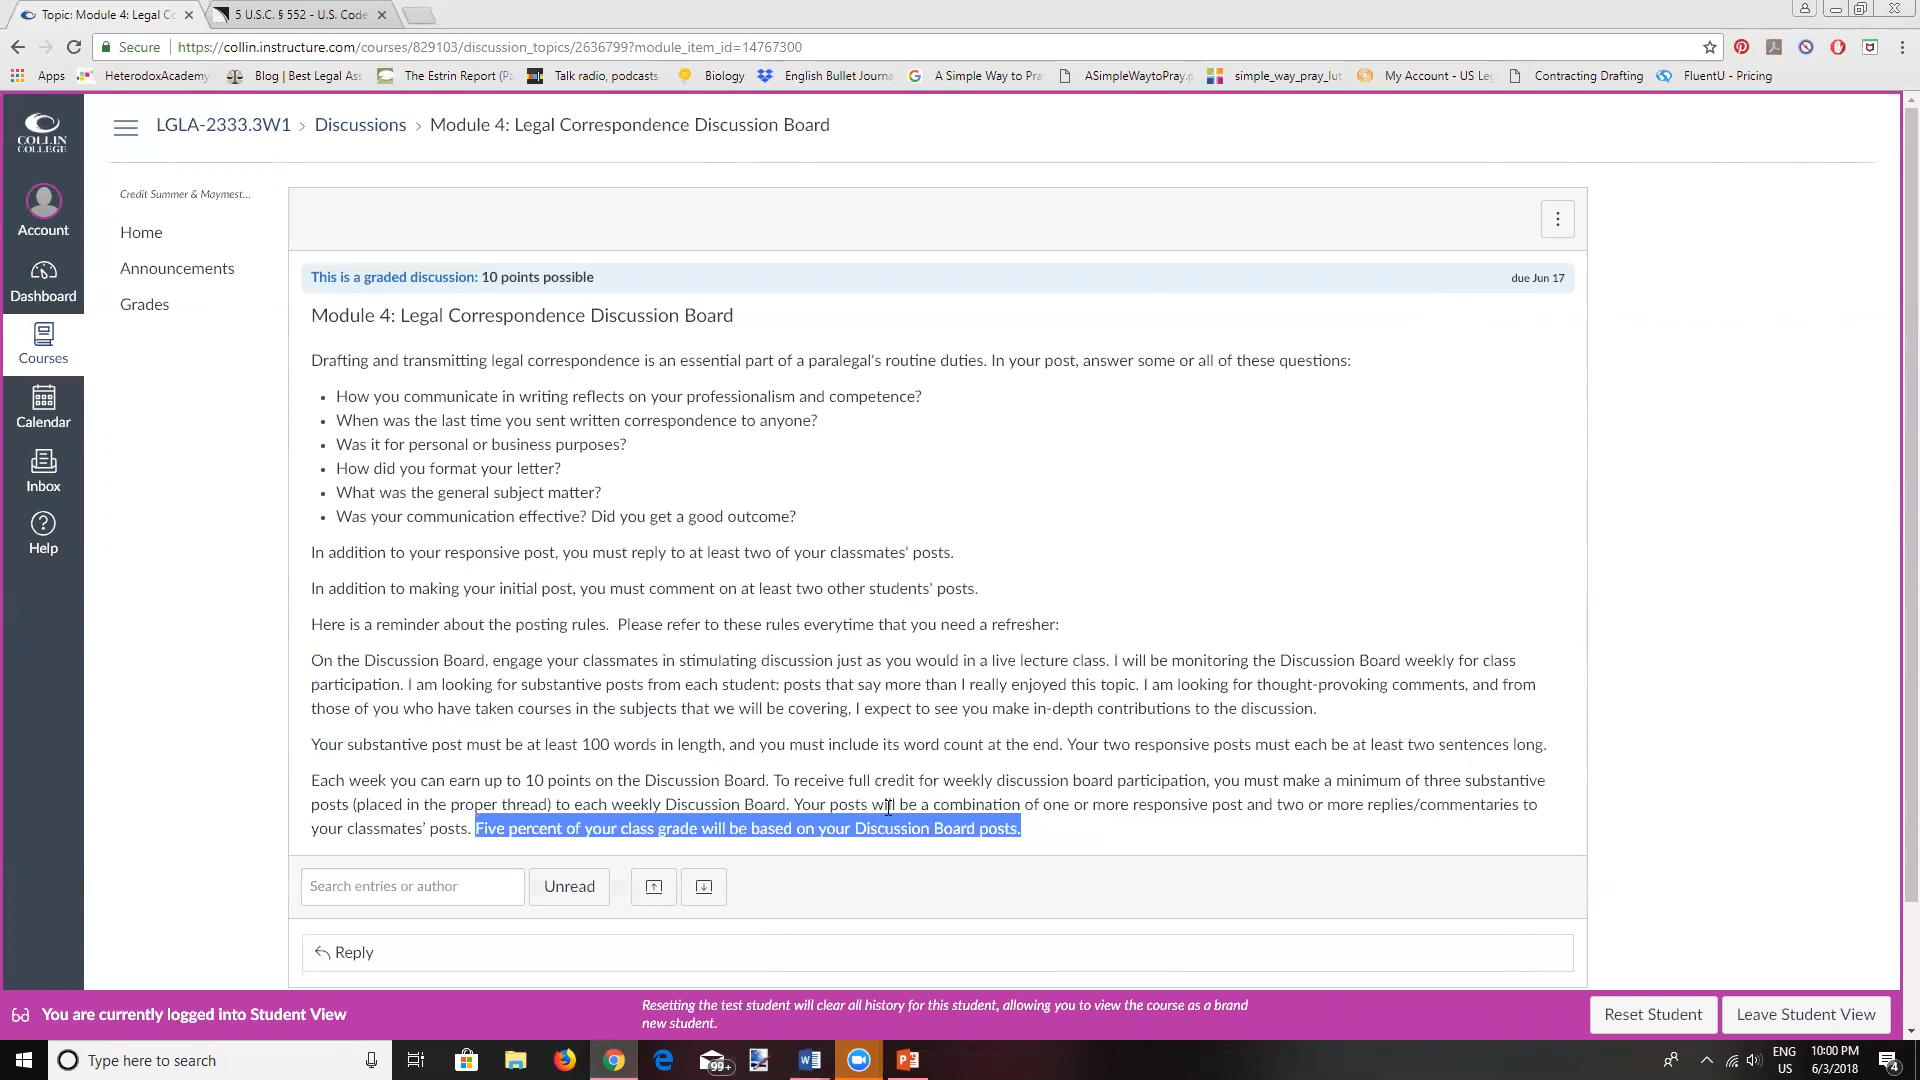 Topic: Module 4: Legal C
5 U.S.C. § 552 - U.S. Code
Secure
https://collin.instructure.com/courses/829103/discussion_topics/2636799?module_item_id=14767300
Apps
HeterodoxAcademy
Blog | Best Legal Ass
The Estrin Report (Pa
Talk radio, podcasts
Biology
English Bullet Journa
A Simple Way to Pra
ASimpleWaytoPray.
simple_way_pray_lut
My Account - US Leg
Contracting Drafting
FluentU - Pricing
COLLIN
COLLEGE
LGLA-2333.3W1 › Discussions › Module 4: Legal Correspondence Discussion Board
Credit Summer & Maymest...
Home
Announcements
Grades
Account
Dashboard
Courses
Calendar
Inbox
Help
This is a graded discussion: 10 points possible
due Jun 17
Module 4: Legal Correspondence Discussion Board
Drafting and transmitting legal correspondence is an essential part of a paralegal's routine duties. In your post, answer some or all of these questions:
• How you communicate in writing reflects on your professionalism and competence?
• When was the last time you sent written correspondence to anyone?
• Was it for personal or business purposes?
• How did you format your letter?
• What was the general subject matter?
• Was your communication effective? Did you get a good outcome?
In addition to your responsive post, you must reply to at least two of your classmates' posts.
In addition to making your initial post, you must comment on at least two other students' posts.
Here is a reminder about the posting rules.  Please refer to these rules everytime that you need a refresher:
On the Discussion Board, engage your classmates in stimulating discussion just as you would in a live lecture class. I will be monitoring the Discussion Board weekly for class
participation. I am looking for substantive posts from each student: posts that say more than I really enjoyed this topic. I am looking for thought-provoking comments, and from
those of you who have taken courses in the subjects that we will be covering, I expect to see you make in-depth contributions to the discussion.
Your substantive post must be at least 100 words in length, and you must include its word count at the end. Your two responsive posts must each be at least two sentences long.
Each week you can earn up to 10 points on the Discussion Board. To receive full credit for weekly discussion board participation, you must make a minimum of three substantive
posts (placed in the proper thread) to each weekly Discussion Board. Your posts will be a combination of one or more responsive post and two or more replies/commentaries to
your classmates’ posts. Five percent of your class grade will be based on your Discussion Board posts.
Search entries or author
Unread
Reply
You are currently logged into Student View
Resetting the test student will clear all history for this student, allowing you to view the course as a brand
new student.
Reset Student
Leave Student View
Type here to search
99+
ENG
US
10:00 PM
6/3/2018
4